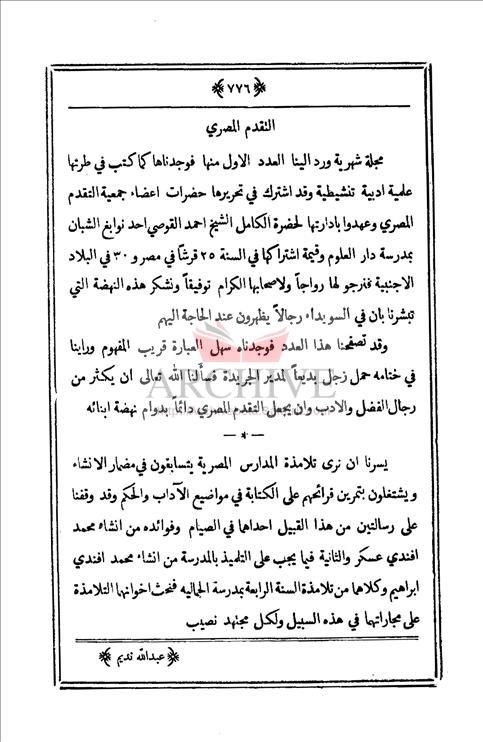 ﴿٧٧٦﴾
التقدم المصري
مجلة شهرية ورد الينا العدد الاول منها فوجدناها كما كتب في طرتها
علمية ادبية تنشيطية وقد اشترك في تحريرها حضرات اعضاء جمعية التقدم
المصري وعهدوا بادارتها لحضرة الكامل الشيخ احمد القوصي احد نوابغ الشبان
بمدرسة دار العلوم وقيمة اشتراكها في السنة ٢٥ قرشاً في مصر و ٣٠ في البلاد
الاجنبية فنرجو لها رواجاً ولاصحابها الكرام توفيقاً ونشكر هذه النهضة التي
تبشرنا بان في السويداء رجالاً يظهرون عند الحاجة اليهم
وقد تصفحنا هذا العدد فوجدناه سهل العبارة قريب المفهوم وراينا
في ختامه حمل زجل بديعاً لمدير الجريدة فسألنا الله تعالى ان يكثر من
رجال الفضل والادب وان يجعل التقدم المصري دائماً بدوام نهضة ابنائه
ARCHIVE
يسرنا ان نرى تلامذة المدارس المصرية يتسابقون في مضمار الانشاء
ويشتغلون بتمرين قرائحهم على الكتابة في مواضيع الآداب والحكم وقد وقفنا
على رسالتين من هذا القبيل احداهما في الصيام وفوائده من انشاء محمد
افندي عسكر والثانية فيما يجب على التلميذ بالمدرسة من انشاء محمد افندي
ابراهيم وكلاهما من تلامذة السنة الرابعة بمدرسة الجماليه فنحث اخوانهما التلامذة
على مجاراتهما في هذه السبيل ولكل مجتهد نصيب
﴿عبدالله نديم﴾